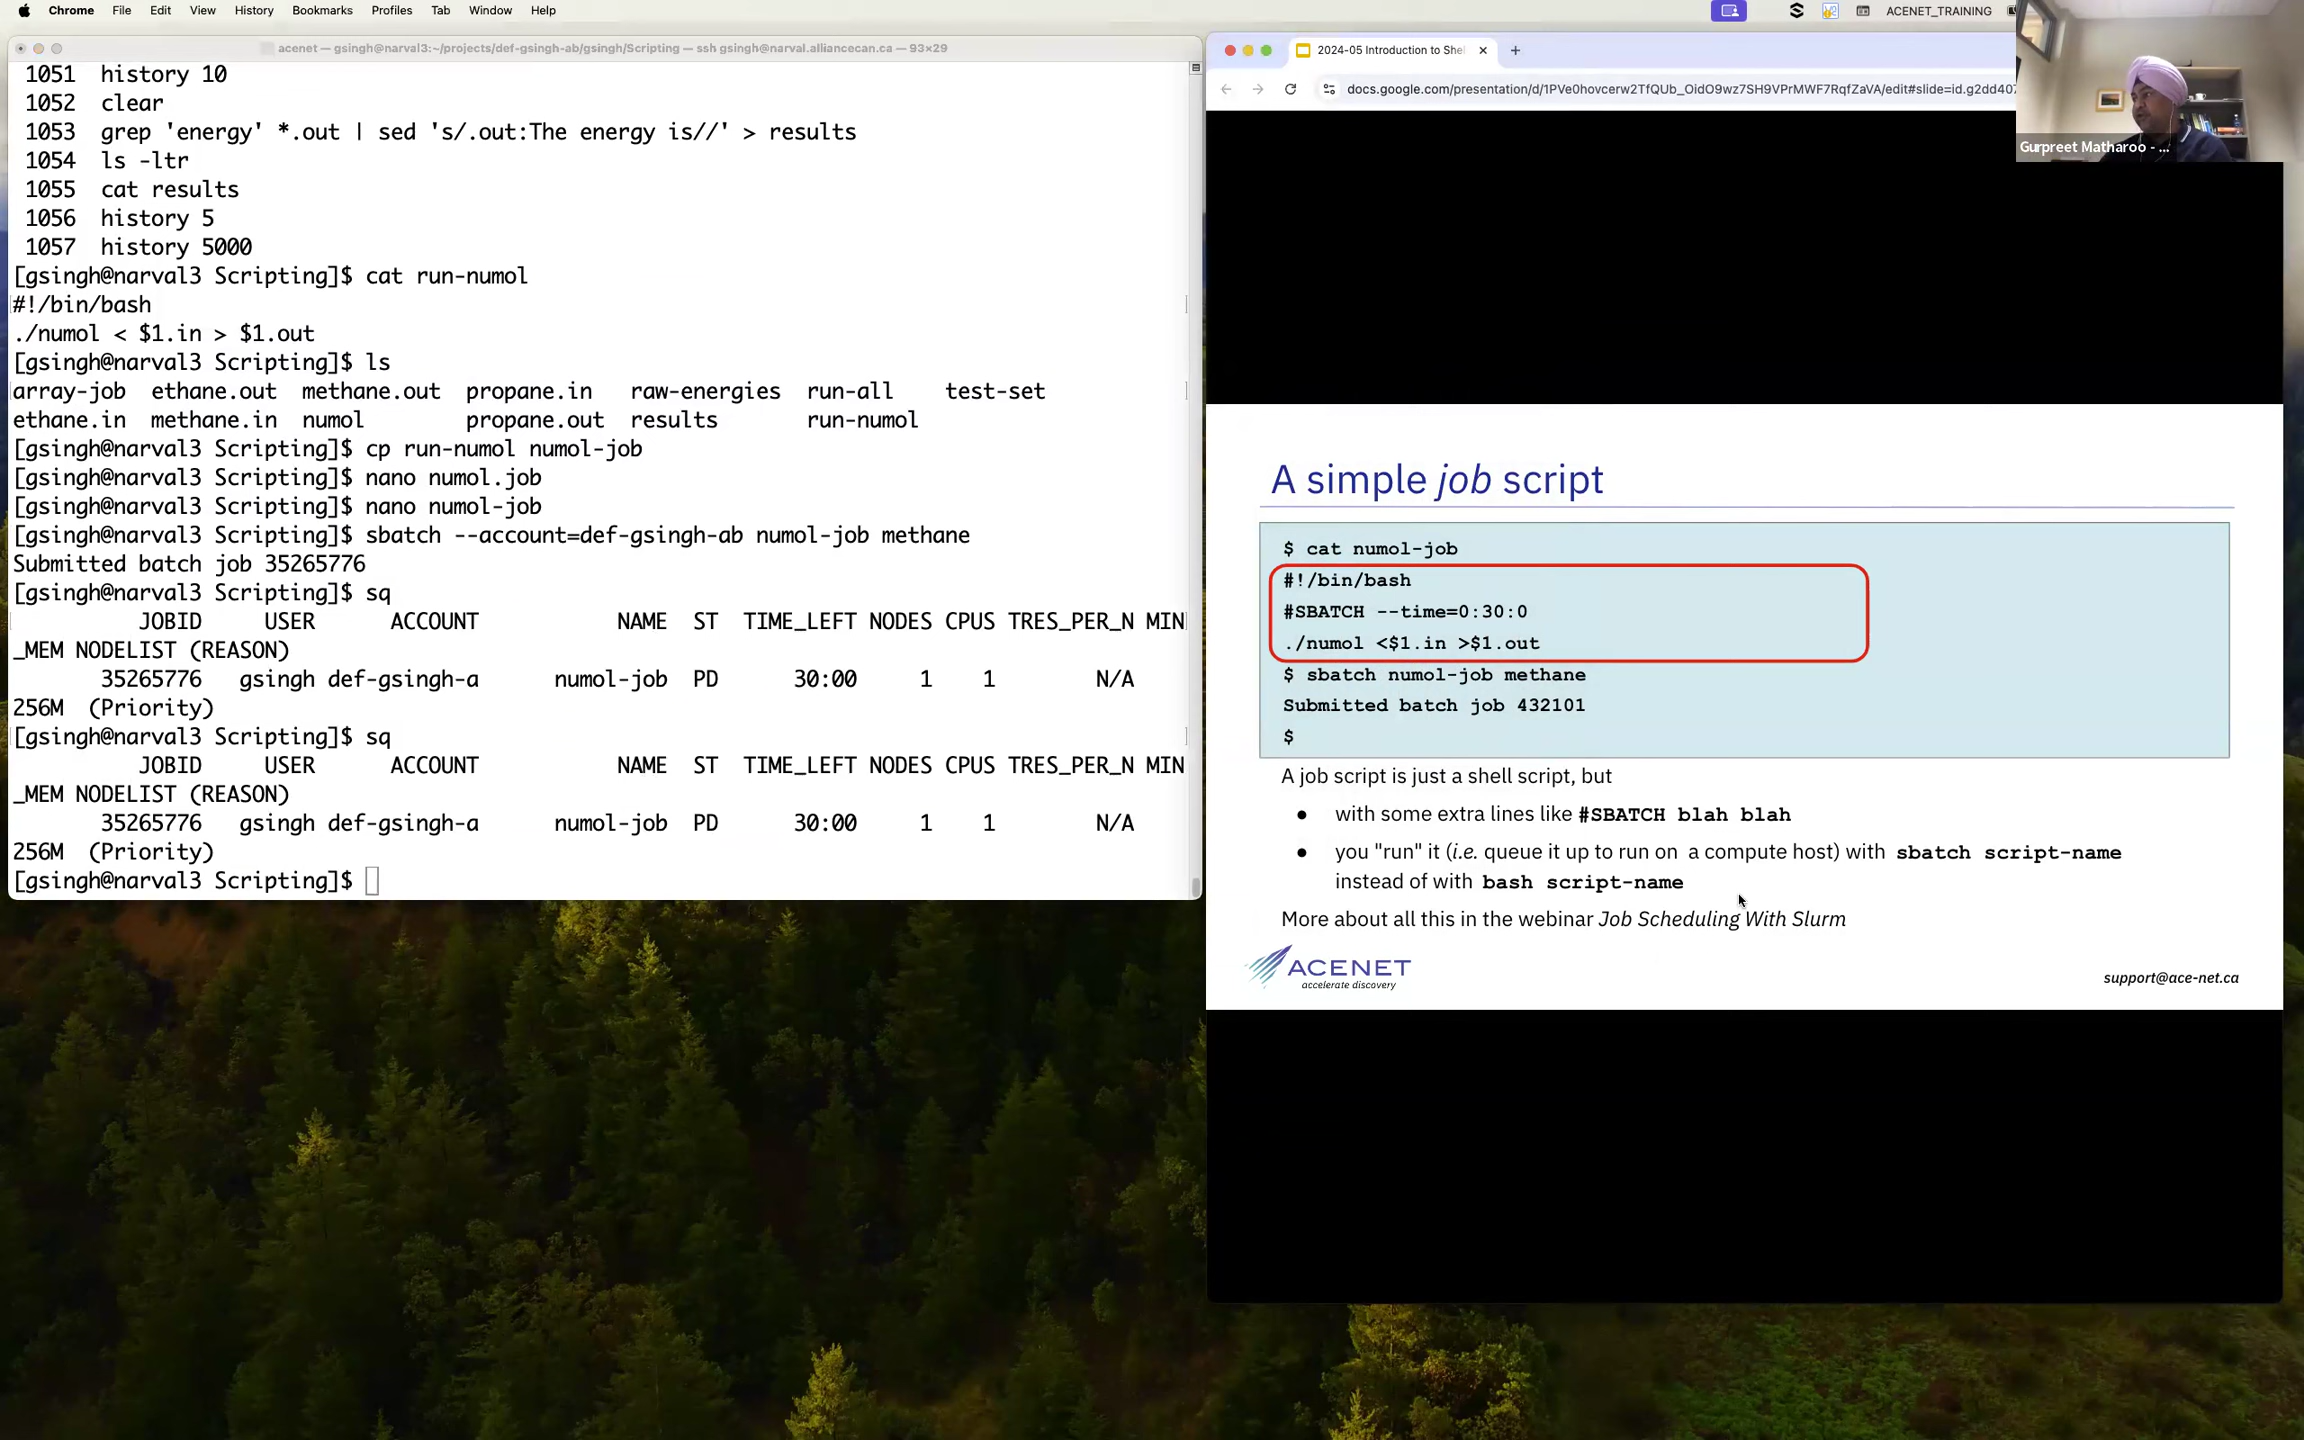 Chrome File Edit View History Bookmarks Profiles Tab Window Help
ACENET_TRAINING
acenet — gsingh@narval3:~/projects/def-gsingh-ab/gsingh/Scripting — ssh gsingh@narval.alliancecan.ca — 93×29
1051 history 10
1052 clear
1053 grep 'energy' *.out | sed 's/.out:The energy is//' > results
1054 ls -ltr
1055 cat results
1056 history 5
1057 history 5000
[gsingh@narval3 Scripting]$ cat run-numol
#!/bin/bash
./numol < $1.in > $1.out
[gsingh@narval3 Scripting]$ ls
array-job ethane.out methane.out propane.in raw-energies run-all test-set
ethane.in methane.in numol propane.out results run-numol
[gsingh@narval3 Scripting]$ cp run-numol numol-job
[gsingh@narval3 Scripting]$ nano numol.job
[gsingh@narval3 Scripting]$ nano numol-job
[gsingh@narval3 Scripting]$ sbatch --account=def-gsingh-ab numol-job methane
Submitted batch job 35265776
[gsingh@narval3 Scripting]$ sq
JOBID USER ACCOUNT NAME ST TIME_LEFT NODES CPUS TRES_PER_N MIN
_MEM NODELIST (REASON)
35265776 gsingh def-gsingh-a numol-job PD 30:00 1 1 N/A
256M (Priority)
[gsingh@narval3 Scripting]$ sq
JOBID USER ACCOUNT NAME ST TIME_LEFT NODES CPUS TRES_PER_N MIN
_MEM NODELIST (REASON)
35265776 gsingh def-gsingh-a numol-job PD 30:00 1 1 N/A
256M (Priority)
[gsingh@narval3 Scripting]$
2024-05 Introduction to She
docs.google.com/presentation/d/1PVe0hovcerw2TfQUb_OidO9wz7SH9VPrMWF7RqfZaVA/edit#slide=id.g2dd407
Gurpreet Matharoo - ...
A simple job script
$ cat numol-job
#!/bin/bash
#SBATCH --time=0:30:0
./numol <$1.in >$1.out
$ sbatch numol-job methane
Submitted batch job 432101
$
A job script is just a shell script, but
● with some extra lines like #SBATCH blah blah
● you "run" it (i.e. queue it up to run on a compute host) with sbatch script-name
instead of with bash script-name
More about all this in the webinar Job Scheduling With Slurm
ACENET
accelerate discovery
support@ace-net.ca